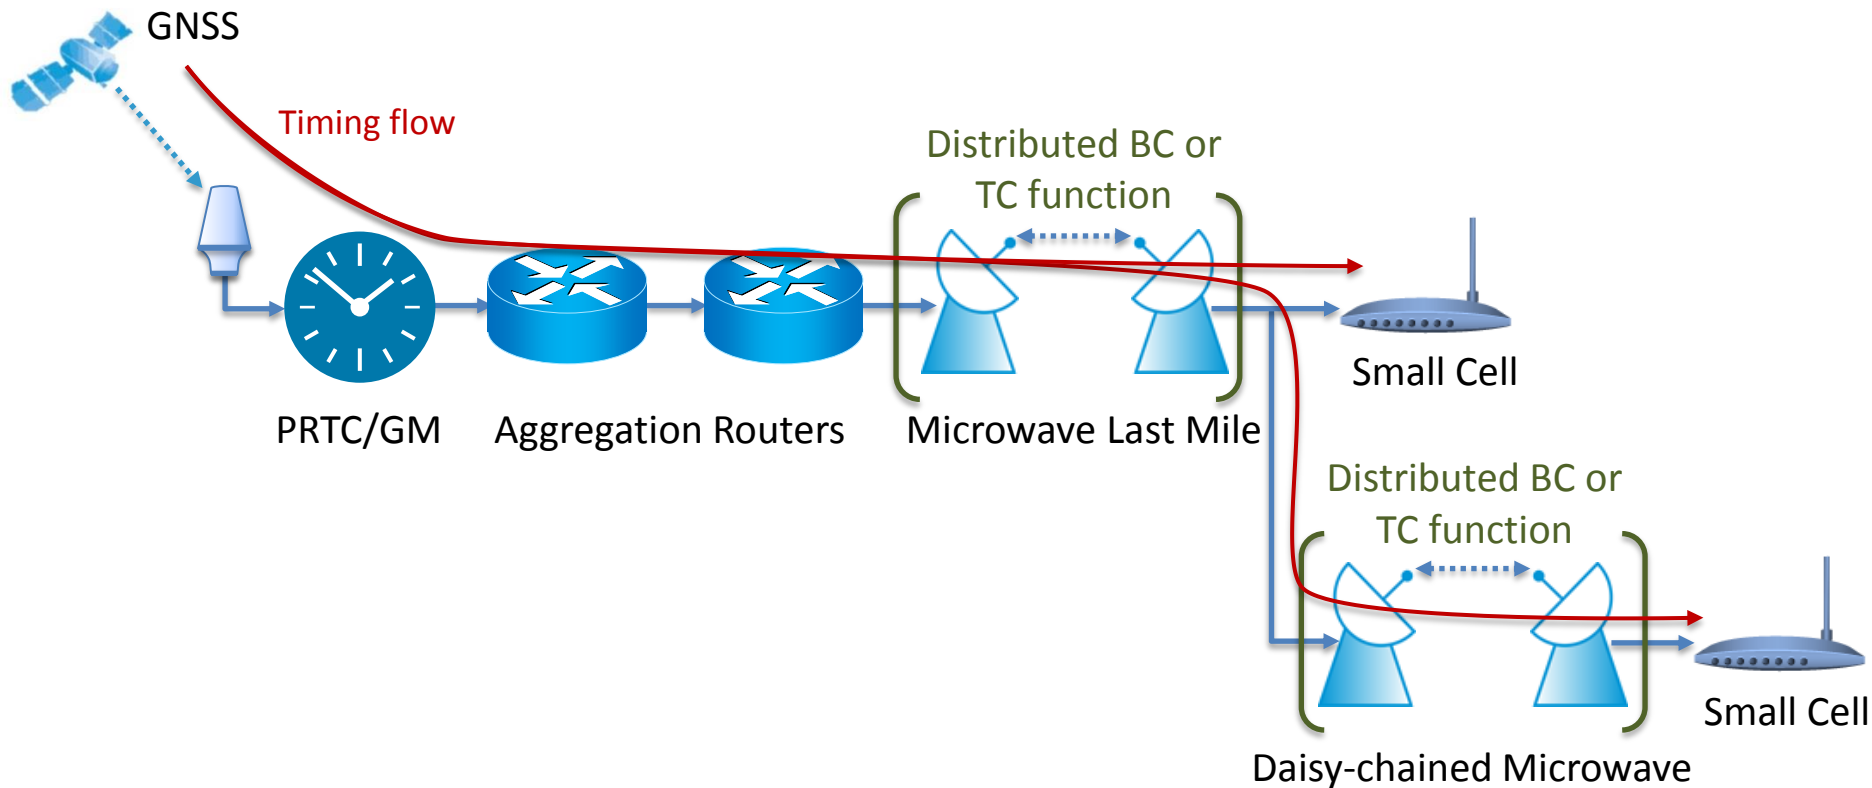 GNSS
Timing flow
Distributed BC or
TC function
PRTC/GM
Aggregation Routers
Microwave Last Mile
Small Cell
Distributed BC or
TC function
Small Cell
Daisy-chained Microwave